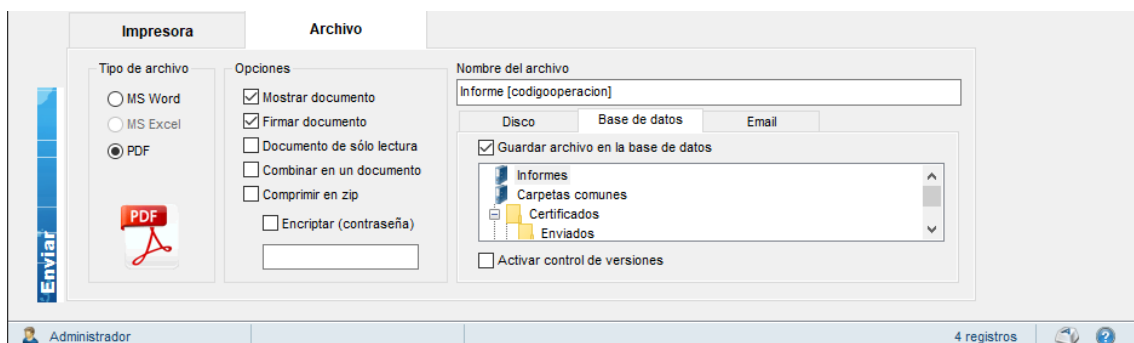 Impresora
Archivo
Tipo de archivo
MS Word
MS Excel
PDF
PDF
Enviar
Opciones
Mostrar documento
Firmar documento
Documento de sólo lectura
Combinar en un documento
Comprimir en zip
Encriptar (contraseña)
Nombre del archivo
Informe [codigooperacion]
Disco
Base de datos
Email
Guardar archivo en la base de datos
Informes
Carpetas comunes
Certificados
Enviados
Activar control de versiones
Administrador
4 registros
?